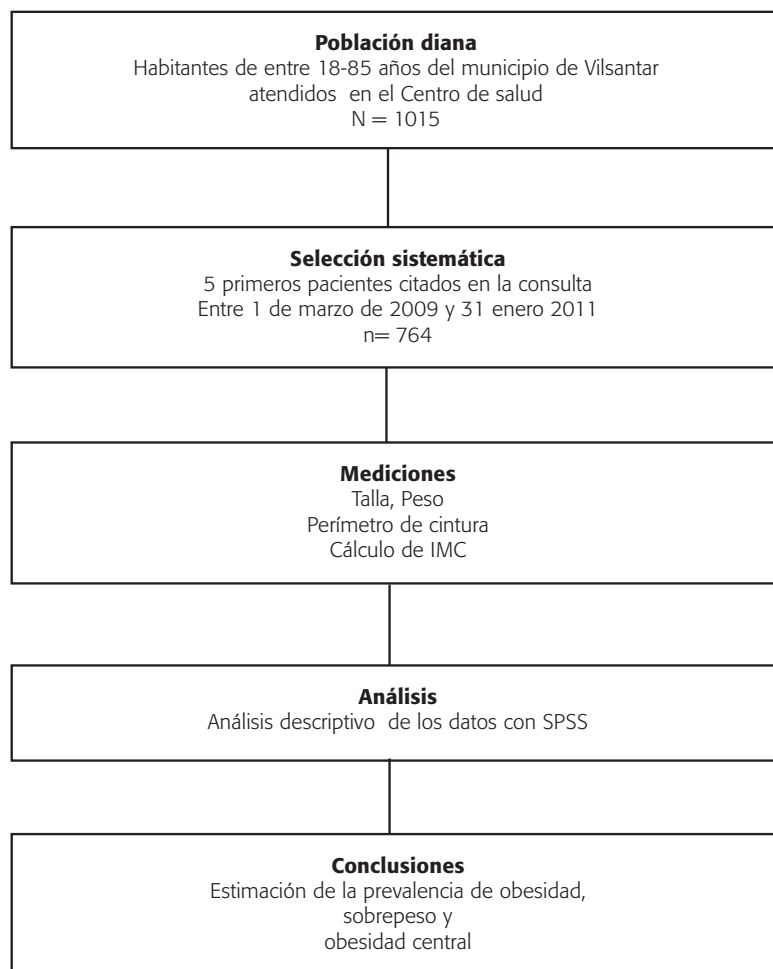 Población diana
Habitantes de entre 18-85 años del municipio de Vilsantar
atendidos en el Centro de salud
N = 1015
Selección sistemática
5 primeros pacientes citados en la consulta
Entre 1 de marzo de 2009 y 31 enero 2011
n= 764
Mediciones
Talla, Peso
Perímetro de cintura
Cálculo de IMC
Análisis
Análisis descriptivo de los datos con SPSS
Conclusiones
Estimación de la prevalencia de obesidad,
sobrepeso y
obesidad central